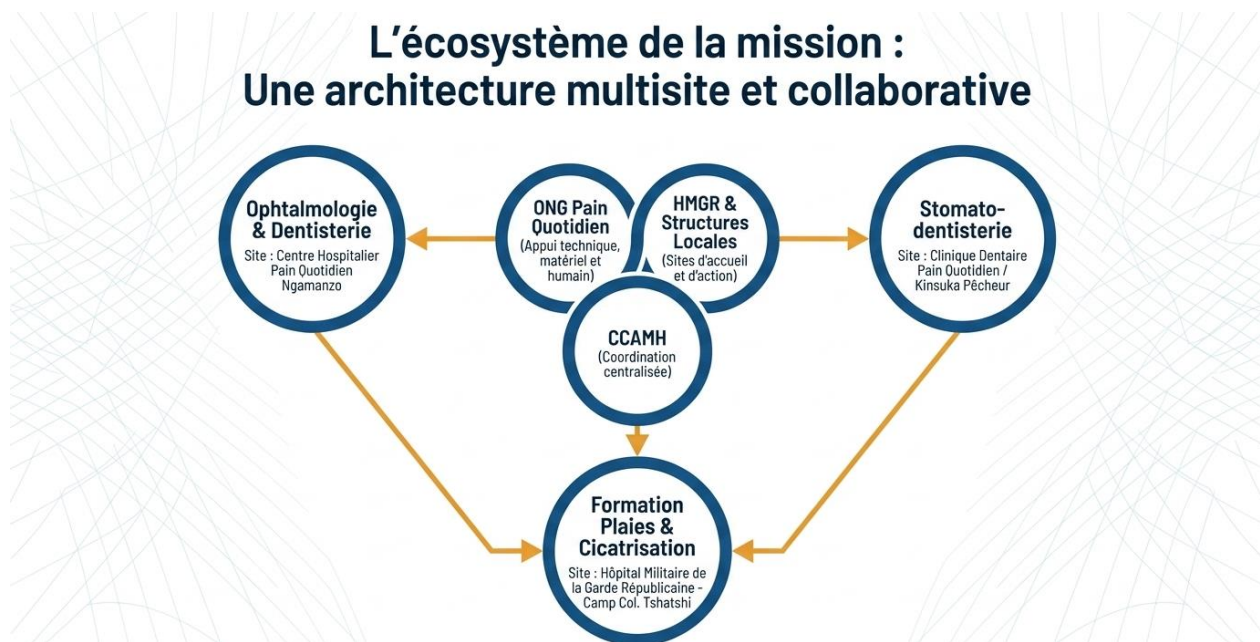 L'écosystème de la mission :
Une architecture multisite et collaborative
Ophtalmologie
& Dentisterie
Site : Centre Hospitalier
Pain Quotidien
Ngamanzo
ONG Pain
Quotidien
(Appui technique,
matériel et
humain)
HMGR &
Structures
Locales
(Sites d'accueil
et d'action)
Stomato-
dentisterie
Site : Clinique Dentaire
Pain Quotidien /
Kinsuka Pêcheur
CCAMH
(Coordination
centralisée)
Formation
Plaies &
Cicatrisation
Site : Hôpital Militaire de
la Garde Républicaine -
Camp Col. Tshatshi